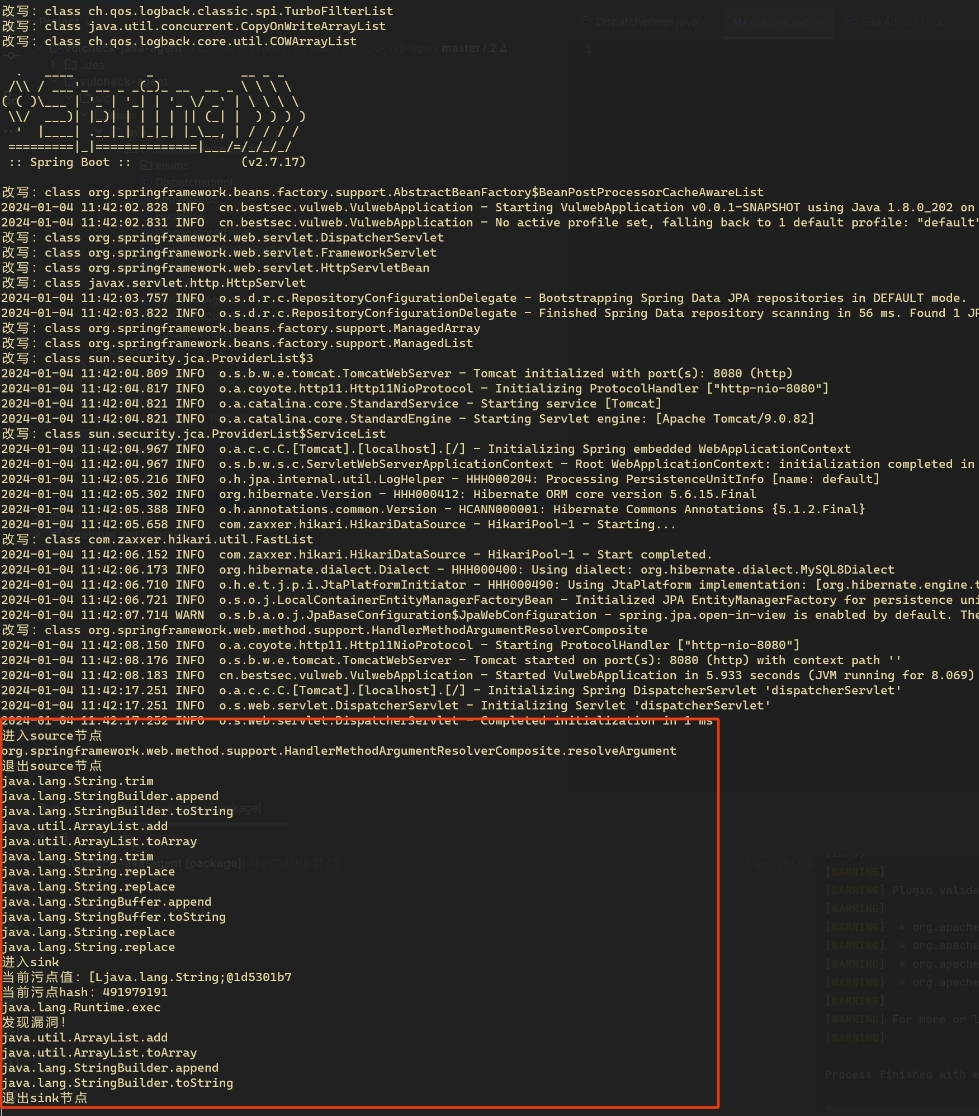 改写: class ch.qos.logback.classic.spi.TurboFilterList
改写: class java.util.concurrent.CopyOnWriteArrayList
改写: class ch.qos.logback.core.util.COWArrayList
:: Spring Boot ::                (v2.7.17)
改写: class org.springframework.beans.factory.support.AbstractBeanFactory$BeanPostProcessorCacheAwareList
2024-01-04 11:42:02.828 INFO  cn.bestsec.vulweb.VulwebApplication - Starting VulwebApplication v0.0.1-SNAPSHOT using Java 1.8.0_202 on
2024-01-04 11:42:02.831 INFO  cn.bestsec.vulweb.VulwebApplication - No active profile set, falling back to 1 default profile: "default"
改写: class org.springframework.web.servlet.DispatcherServlet
改写: class org.springframework.web.servlet.FrameworkServlet
改写: class org.springframework.web.servlet.HttpServletBean
改写: class javax.servlet.http.HttpServlet
2024-01-04 11:42:03.757 INFO  o.s.d.r.c.RepositoryConfigurationDelegate - Bootstrapping Spring Data JPA repositories in DEFAULT mode.
2024-01-04 11:42:03.822 INFO  o.s.d.r.c.RepositoryConfigurationDelegate - Finished Spring Data repository scanning in 56 ms. Found 1 JP
改写: class org.springframework.beans.factory.support.ManagedArray
改写: class org.springframework.beans.factory.support.ManagedList
改写: class sun.security.jca.ProviderList$3
2024-01-04 11:42:04.809 INFO  o.s.b.w.e.tomcat.TomcatWebServer - Tomcat initialized with port(s): 8080 (http)
2024-01-04 11:42:04.817 INFO  o.a.coyote.http11.Http11NioProtocol - Initializing ProtocolHandler ["http-nio-8080"]
2024-01-04 11:42:04.821 INFO  o.a.catalina.core.StandardService - Starting service [Tomcat]
2024-01-04 11:42:04.821 INFO  o.a.catalina.core.StandardEngine - Starting Servlet engine: [Apache Tomcat/9.0.82]
改写: class sun.security.jca.ProviderList$ServiceList
2024-01-04 11:42:04.967 INFO  o.a.c.c.C.[Tomcat].[localhost].[/] - Initializing Spring embedded WebApplicationContext
2024-01-04 11:42:04.967 INFO  o.s.b.w.s.c.ServletWebServerApplicationContext - Root WebApplicationContext: initialization completed in
2024-01-04 11:42:05.216 INFO  o.h.jpa.internal.util.LogHelper - HHH000204: Processing PersistenceUnitInfo [name: default]
2024-01-04 11:42:05.302 INFO  org.hibernate.Version - HHH000412: Hibernate ORM core version 5.6.15.Final
2024-01-04 11:42:05.388 INFO  o.h.annotations.common.Version - HCANN000001: Hibernate Commons Annotations {5.1.2.Final}
2024-01-04 11:42:05.658 INFO  com.zaxxer.hikari.HikariDataSource - HikariPool-1 - Starting...
改写: class com.zaxxer.hikari.util.FastList
2024-01-04 11:42:06.152 INFO  com.zaxxer.hikari.HikariDataSource - HikariPool-1 - Start completed.
2024-01-04 11:42:06.173 INFO  org.hibernate.dialect.Dialect - HHH000400: Using dialect: org.hibernate.dialect.MySQL8Dialect
2024-01-04 11:42:06.710 INFO  o.h.e.t.j.p.i.JtaPlatformInitiator - HHH000490: Using JtaPlatform implementation: [org.hibernate.engine.t
2024-01-04 11:42:06.721 INFO  o.s.o.j.LocalContainerEntityManagerFactoryBean - Initialized JPA EntityManagerFactory for persistence uni
2024-01-04 11:42:07.714 WARN  o.s.b.a.o.j.JpaBaseConfiguration$JpaWebConfiguration - spring.jpa.open-in-view is enabled by default. The
改写: class org.springframework.web.method.support.HandlerMethodArgumentResolverComposite
2024-01-04 11:42:08.150 INFO  o.a.coyote.http11.Http11NioProtocol - Starting ProtocolHandler ["http-nio-8080"]
2024-01-04 11:42:08.176 INFO  o.s.b.w.e.tomcat.TomcatWebServer - Tomcat started on port(s): 8080 (http) with context path ''
2024-01-04 11:42:08.183 INFO  cn.bestsec.vulweb.VulwebApplication - Started VulwebApplication in 5.933 seconds (JVM running for 8.069)
2024-01-04 11:42:17.251 INFO  o.a.c.c.C.[Tomcat].[localhost].[/] - Initializing Spring DispatcherServlet 'dispatcherServlet'
2024-01-04 11:42:17.251 INFO  o.s.web.servlet.DispatcherServlet - Initializing Servlet 'dispatcherServlet'
2024-01-04 11:42:17.252 INFO  o.s.web.servlet.DispatcherServlet - Completed initialization in 1 ms
进入source节点
org.springframework.web.method.support.HandlerMethodArgumentResolverComposite.resolveArgument
退出source节点
java.lang.String.trim
java.lang.StringBuilder.append
java.lang.StringBuilder.toString
java.util.ArrayList.add
java.util.ArrayList.toArray
java.lang.String.trim
java.lang.String.replace
java.lang.String.replace
java.lang.StringBuffer.append
java.lang.StringBuffer.toString
java.lang.String.replace
java.lang.String.replace
进入sink
当前污点值: [Ljava.lang.String;@1d5301b7
当前污点hash: 491979191
java.lang.Runtime.exec
发现漏洞!
java.util.ArrayList.add
java.util.ArrayList.toArray
java.lang.StringBuilder.append
java.lang.StringBuilder.toString
退出sink节点